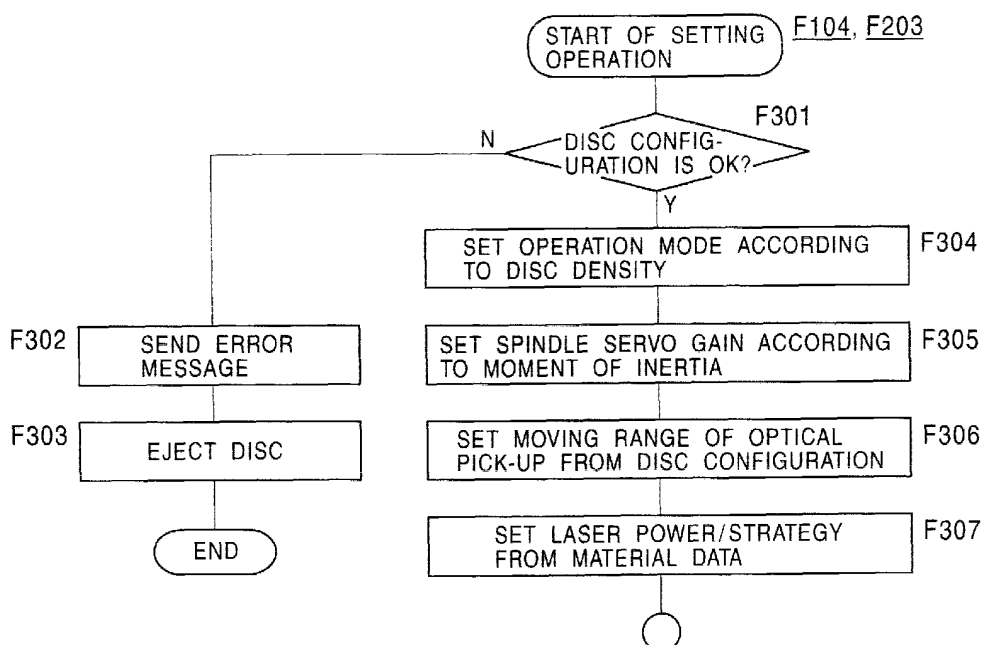 START OF SETTING
OPERATION
F104, F203
F301
DISC CONFIG-
URATION IS OK?
N
Y
SET OPERATION MODE ACCORDING
TO DISC DENSITY
F304
F302
SEND ERROR
MESSAGE
SET SPINDLE SERVO GAIN ACCORDING
TO MOMENT OF INERTIA
F305
F303
EJECT DISC
SET MOVING RANGE OF OPTICAL
PICK-UP FROM DISC CONFIGURATION
F306
END
SET LASER POWER/STRATEGY
FROM MATERIAL DATA
F307